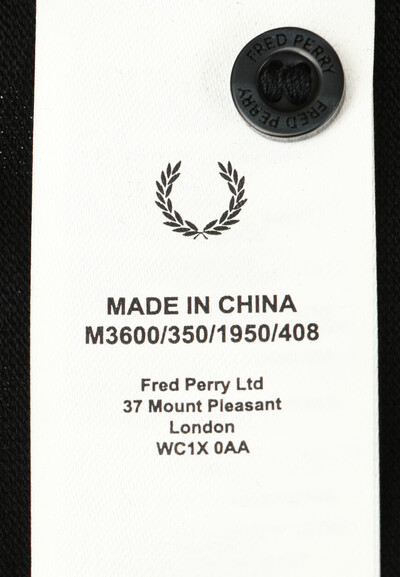 FRED PERRY
FRED PERRY
MADE IN CHINA
M3600/350/1950/408
Fred Perry Ltd
37 Mount Pleasant
London
WC1X 0AA